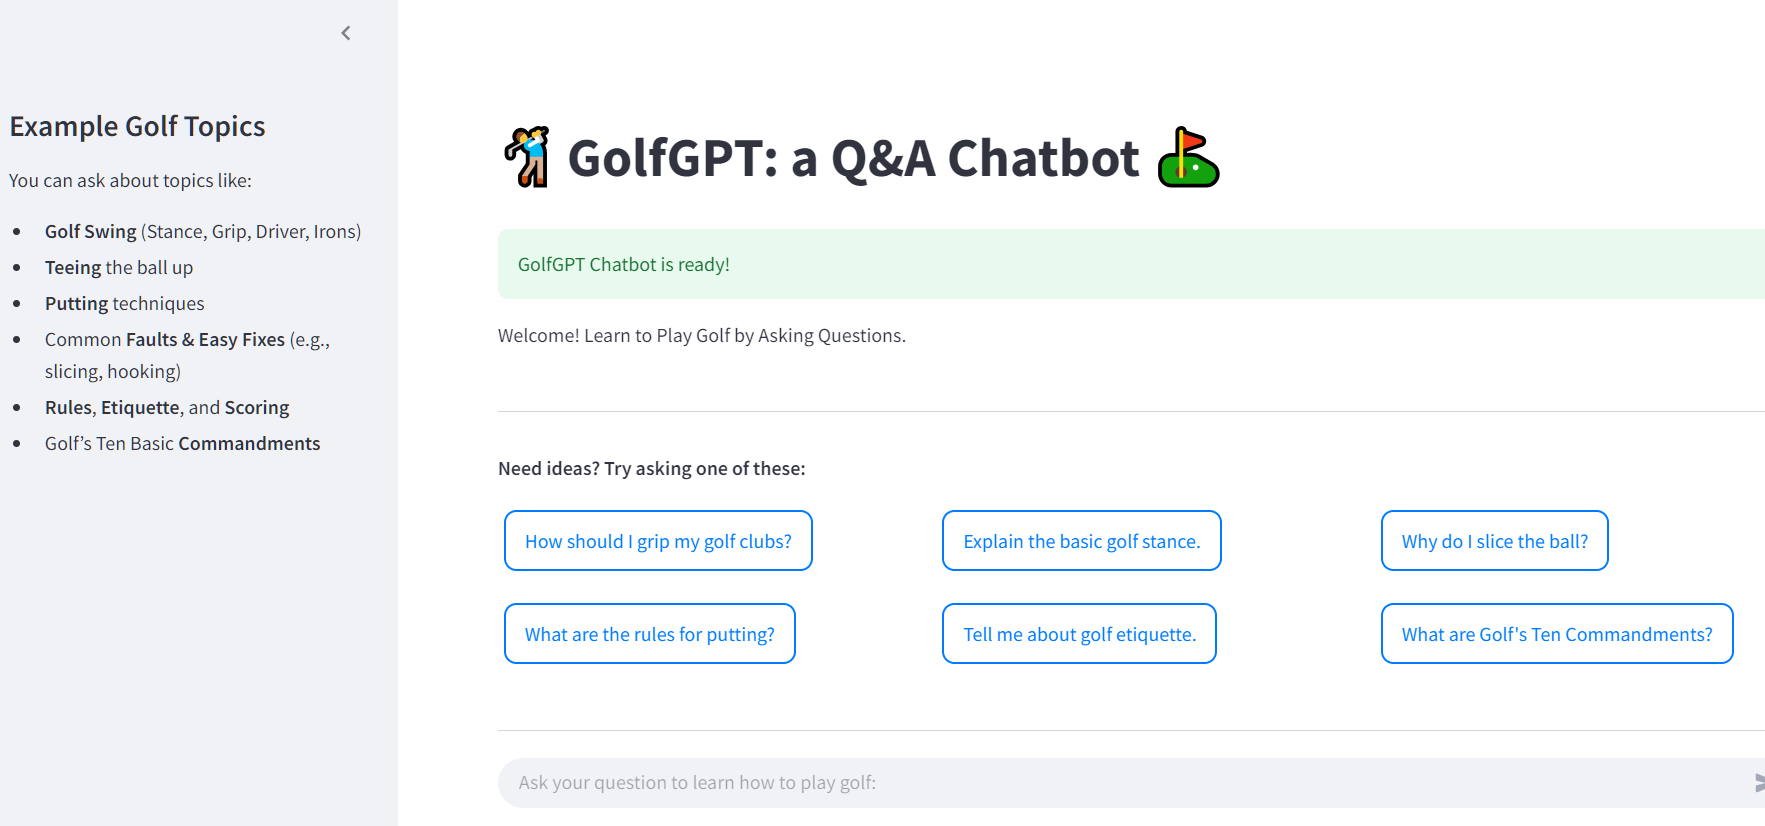 Example Golf Topics
You can ask about topics like:
Golf Swing (Stance, Grip, Driver, Irons)
Teeing the ball up
Putting techniques
Common Faults & Easy Fixes (e.g.,
slicing, hooking)
Rules, Etiquette, and Scoring
Golf’s Ten Basic Commandments
GolfGPT: a Q&A Chatbot
GolfGPT Chatbot is ready!
Welcome! Learn to Play Golf by Asking Questions.
Need ideas? Try asking one of these:
How should I grip my golf clubs?
Explain the basic golf stance.
Why do I slice the ball?
What are the rules for putting?
Tell me about golf etiquette.
What are Golf's Ten Commandments?
Ask your question to learn how to play golf: